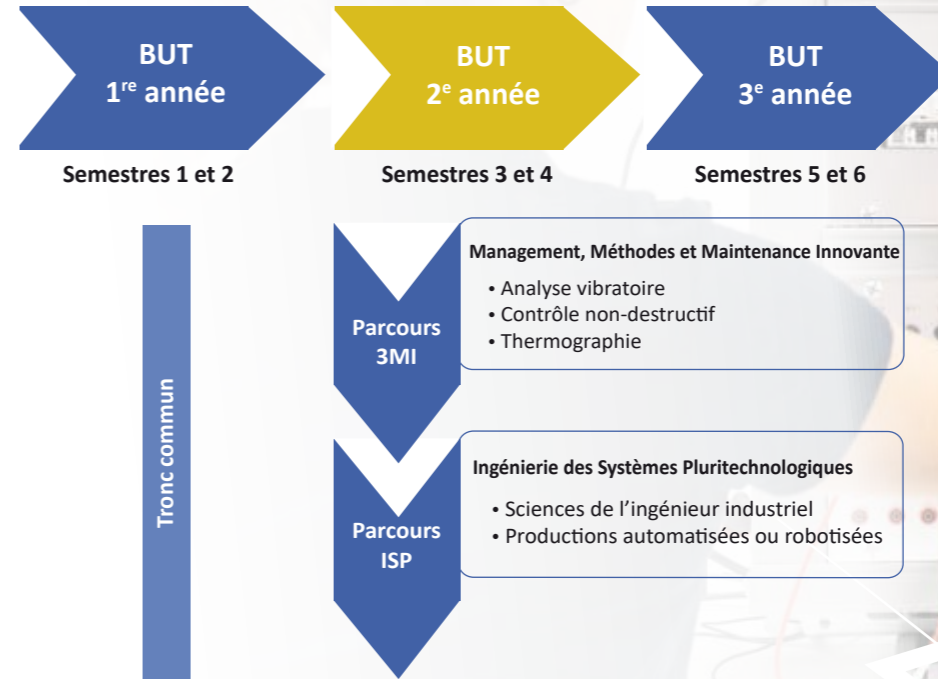 BUT
1re année
BUT
2e année
BUT
3e année
Semestres 1 et 2
Semestres 3 et 4
Semestres 5 et 6
Tronc commun
Parcours
3MI
Management, Méthodes et Maintenance Innovante
• Analyse vibratoire
• Contrôle non-destructif
• Thermographie
Parcours
ISP
Ingénierie des Systèmes Pluritechnologiques
• Sciences de l’ingénieur industriel
• Productions automatisées ou robotisées